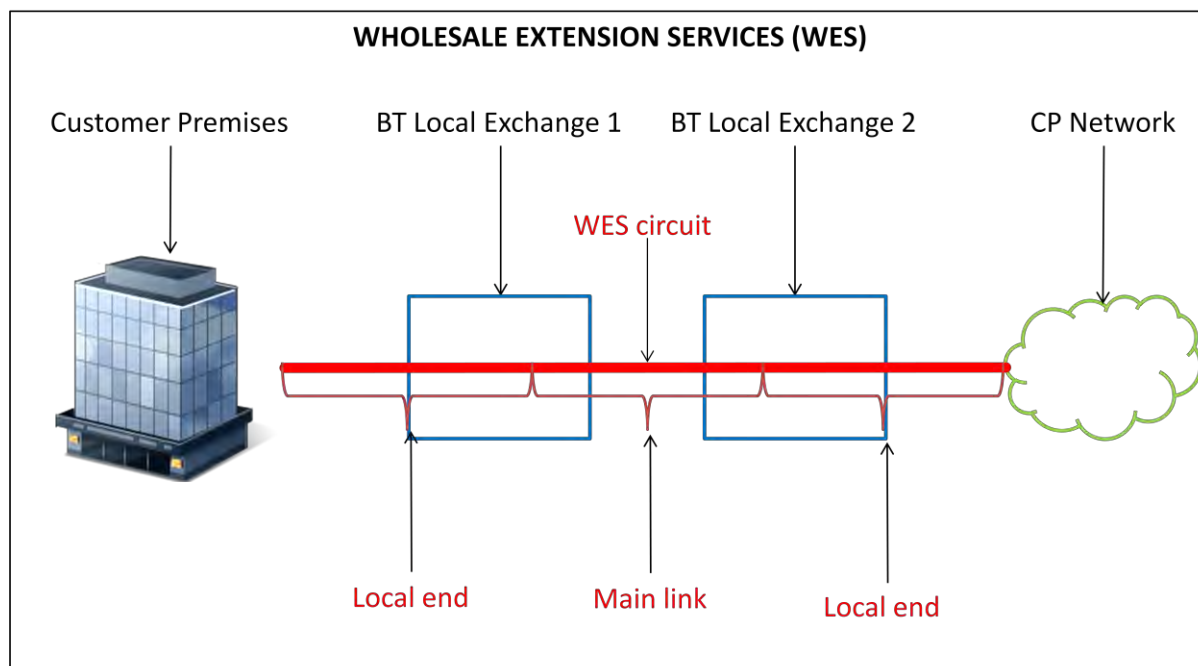 WHOLESALE EXTENSION SERVICES (WES)
Customer Premises
BT Local Exchange 1
BT Local Exchange 2
CP Network
WES circuit
Local end
Main link
Local end